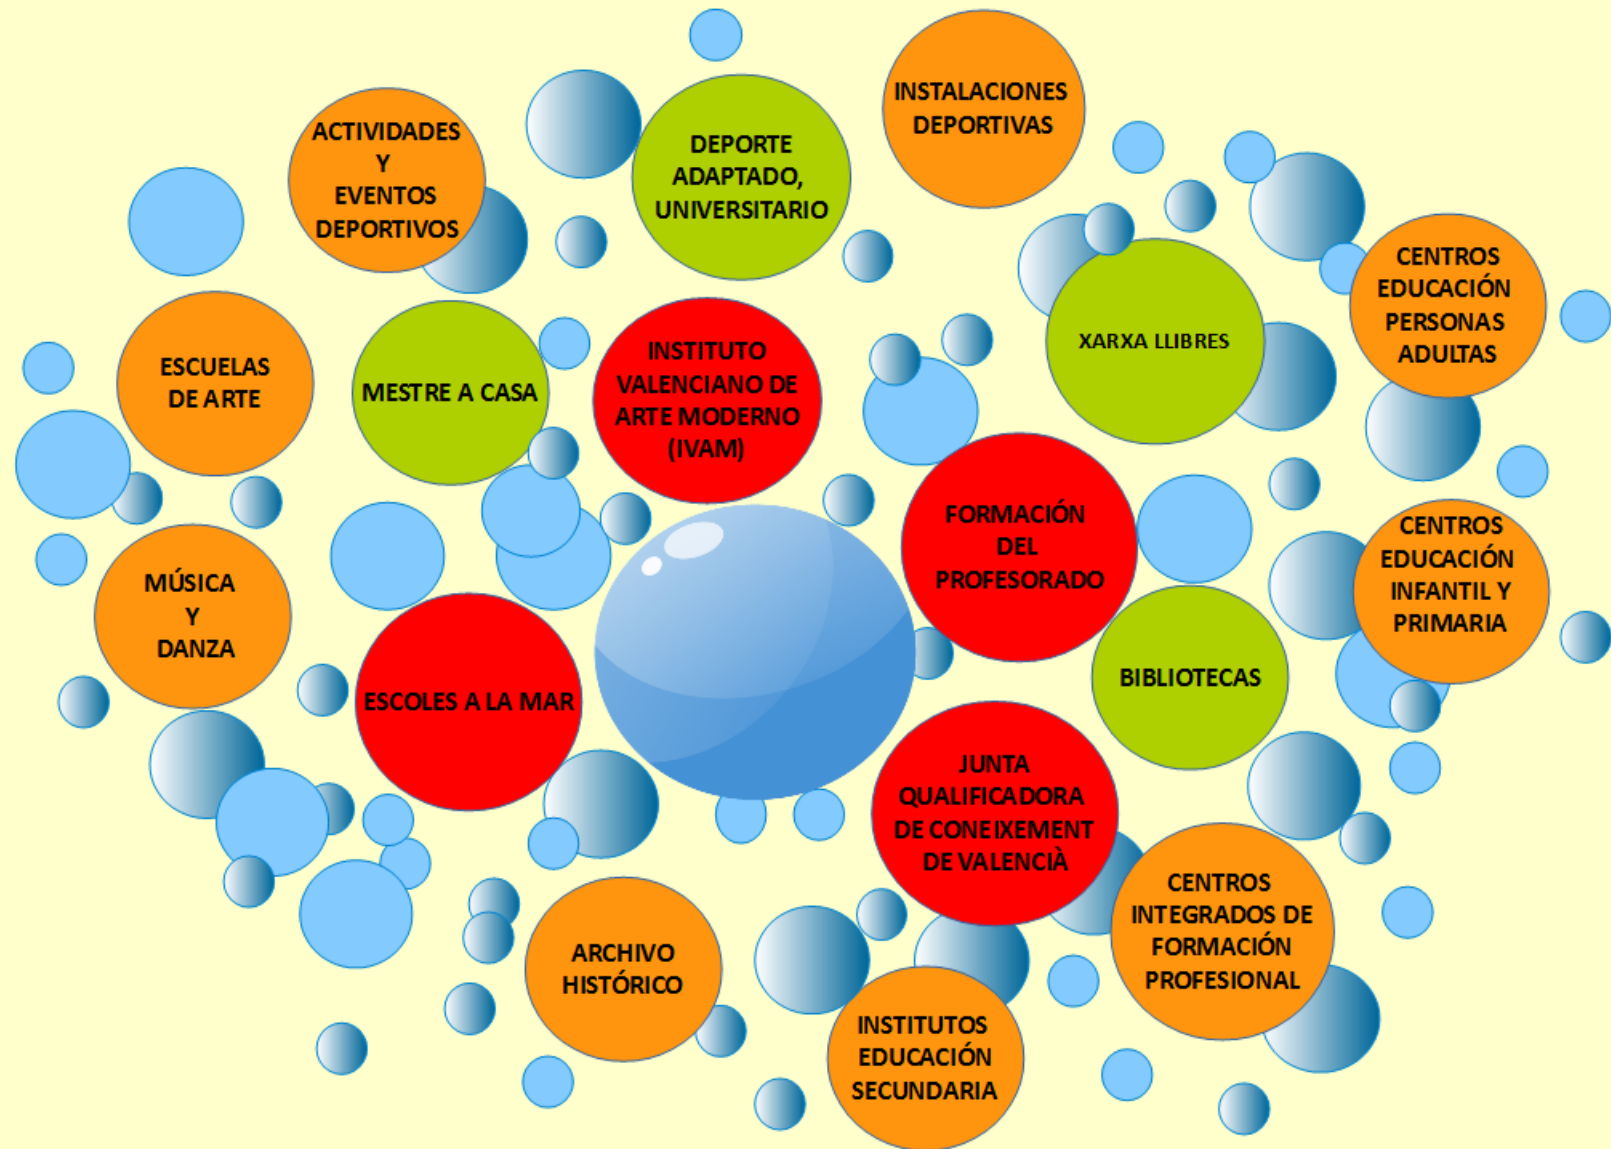 INSTALACIONES
DEPORTIVAS
ACTIVIDADES
Y
EVENTOS
DEPORTIVOS
DEPORTE
ADAPTADO,
UNIVERSITARIO
CENTROS
EDUCACIÓN
PERSONAS
ADULTAS
ESCUELAS
DE ARTE
MESTRE A CASA
INSTITUTO
VALENCIANO DE
ARTE MODERNO
(IVAM)
XARXA LLIBRES
FORMACIÓN
DEL
PROFESORADO
CENTROS
EDUCACIÓN
INFANTIL Y
PRIMARIA
MÚSICA
Y
DANZA
ESCOLES A LA MAR
BIBLIOTECAS
JUNTA
QUALIFICADORA
DE CONEIXEMENT
DE VALENCIÀ
CENTROS
INTEGRADOS DE
FORMACIÓN
PROFESIONAL
ARCHIVO
HISTÓRICO
INSTITUTOS
EDUCACIÓN
SECUNDARIA